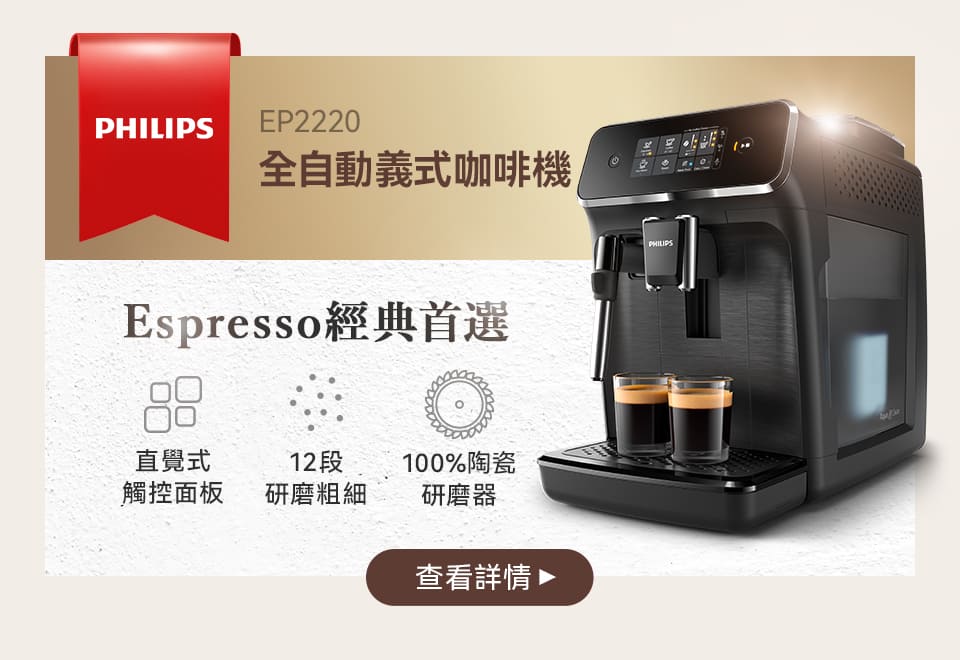 PHILIPS
EP2220
全自動義式咖啡機
PHILIPS
Espresso經典首選
直覺式
觸控面板
12段
研磨粗細
100%陶瓷
研磨器
查看詳情▶